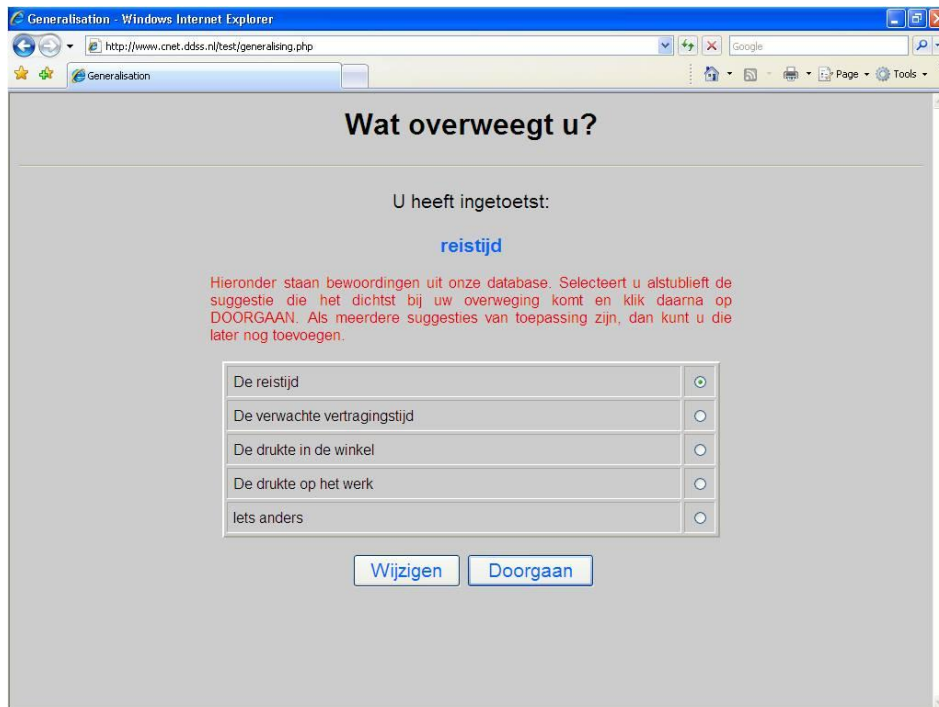 Generalisation - Windows Internet Explorer
http://www.cnet.ddss.nl/test/generalising.php
Google
Generalisation
Page
Tools
Wat overweegt u?
U heeft ingetoetst:
reistijd
Hieronder staan bewoordingen uit onze database. Selecteert u alstublieft de
suggestie die het dichtst bij uw overweging komt en klik daarna op
DOORGAAN. Als meerdere suggesties van toepassing zijn, dan kunt u die
later nog toevoegen.
De reistijd
De verwachte vertragingstijd
De drukte in de winkel
De drukte op het werk
Iets anders
Wijzigen Doorgaan